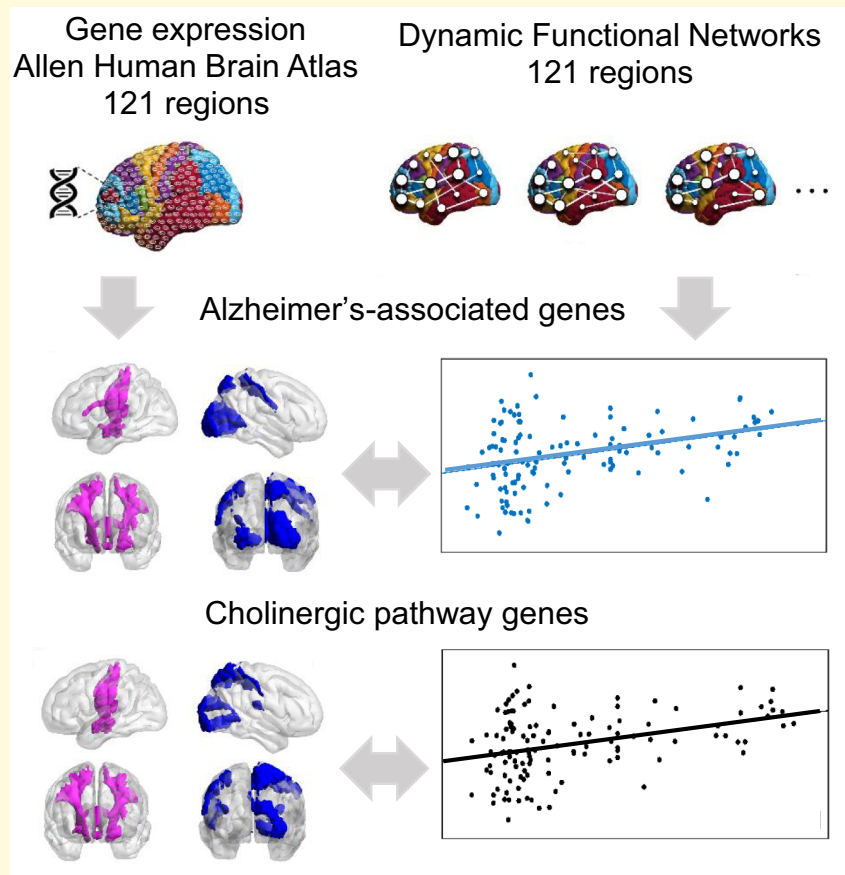 Gene expression
Allen Human Brain Atlas
121 regions
Dynamic Functional Networks
121 regions
...
Alzheimer's-associated genes
Cholinergic pathway genes